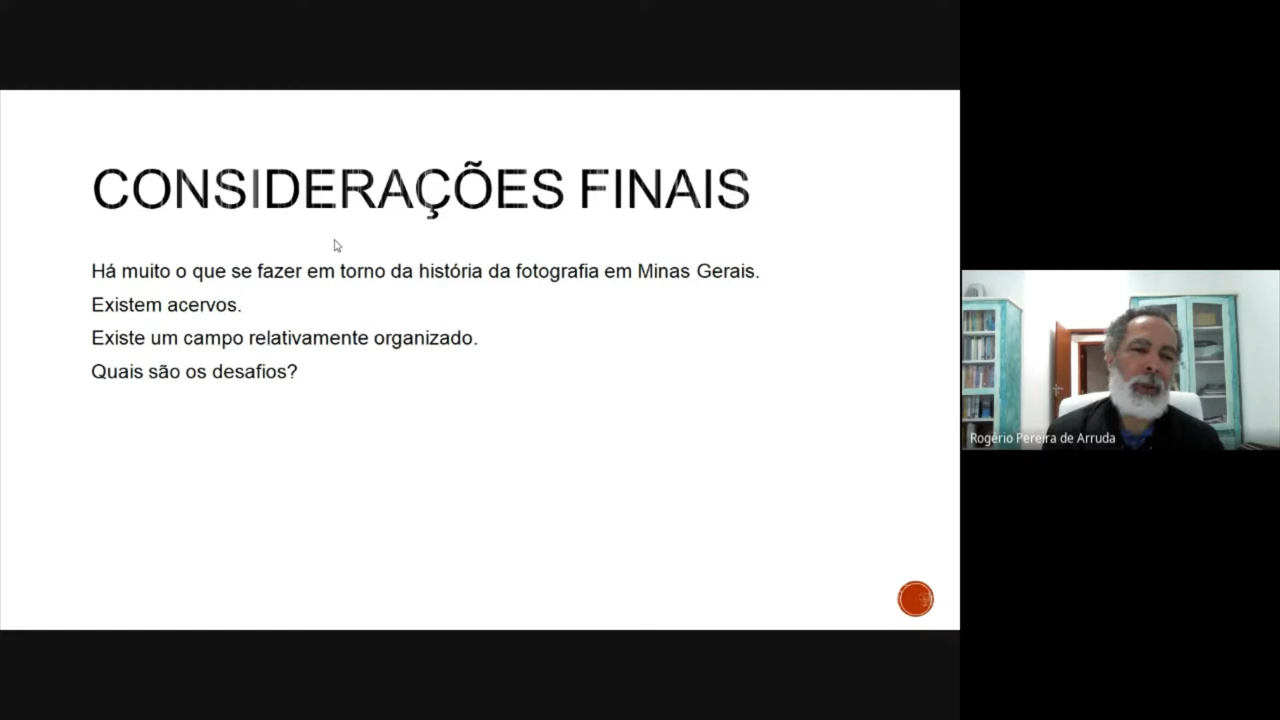 CONSIDERAÇÕES FINAIS
Há muito o que se fazer em torno da história da fotografia em Minas Gerais.
Existem acervos.
Existe um campo relativamente organizado.
Quais são os desafios?
Rogério Pereira de Arruda